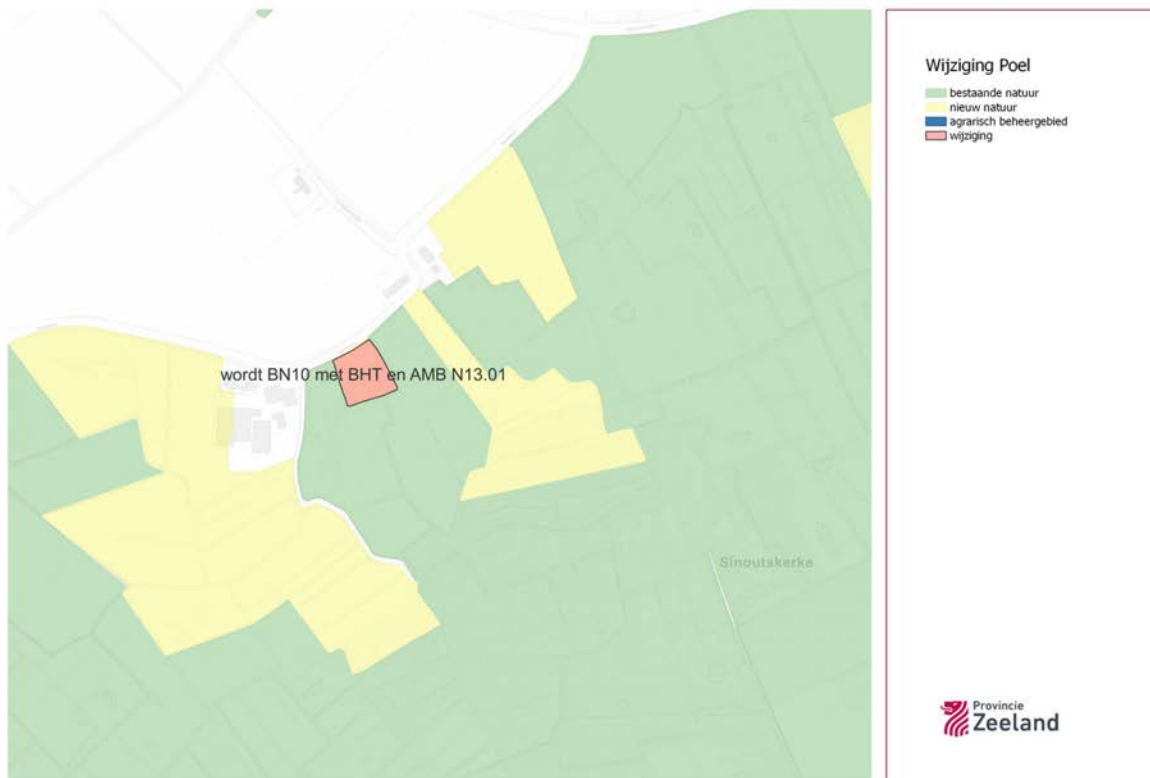 wordt BN10 met BHT en AMB N13.01
Sinoutskerke
Wijziging Poel
bestaande natuur
nieuw natuur
agrarisch beheergebied
wijziging
Provincie
Zeeland